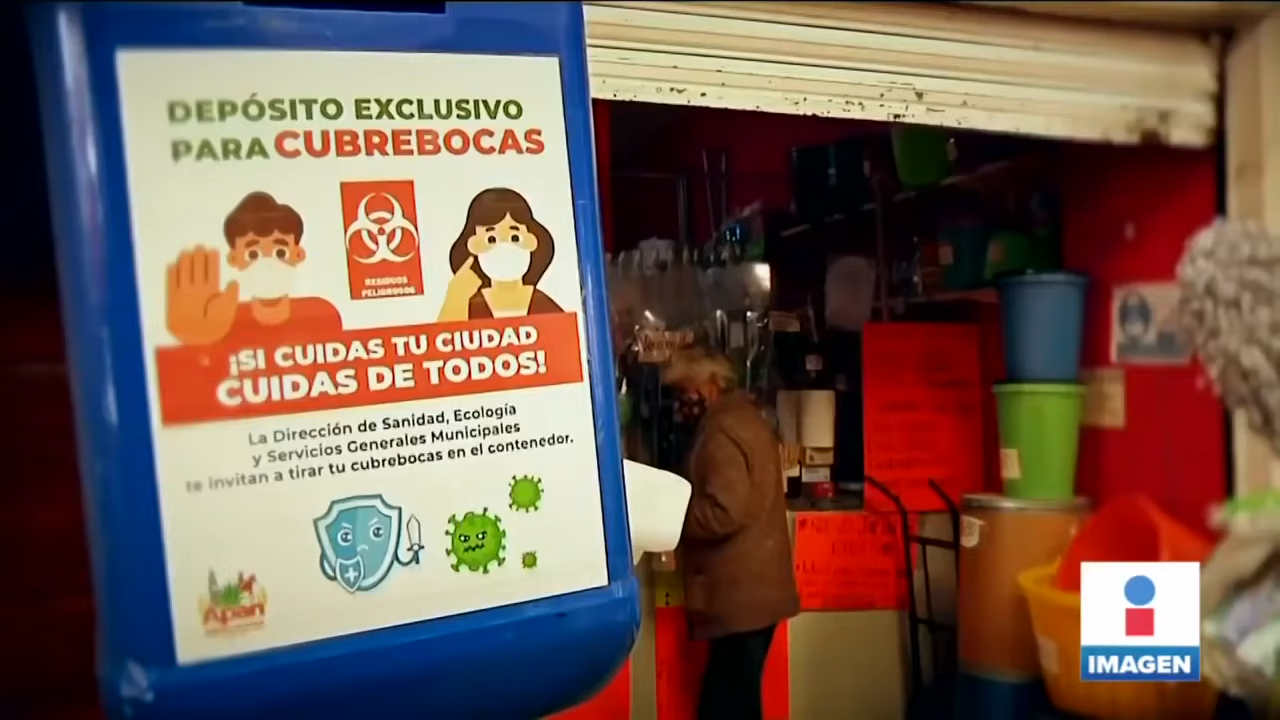 DEPÓSITO EXCLUSIVO
PARA CUBREBOCAS
RESIDUOS
PELIGROSOS
¡SI CUIDAS TU CIUDAD
CUIDAS DE TODOS!
La Dirección de Sanidad, Ecología
y Servicios Generales Municipales
te invitan a tirar tu cubrebocas en el contenedor.
Apan
IMAGEN